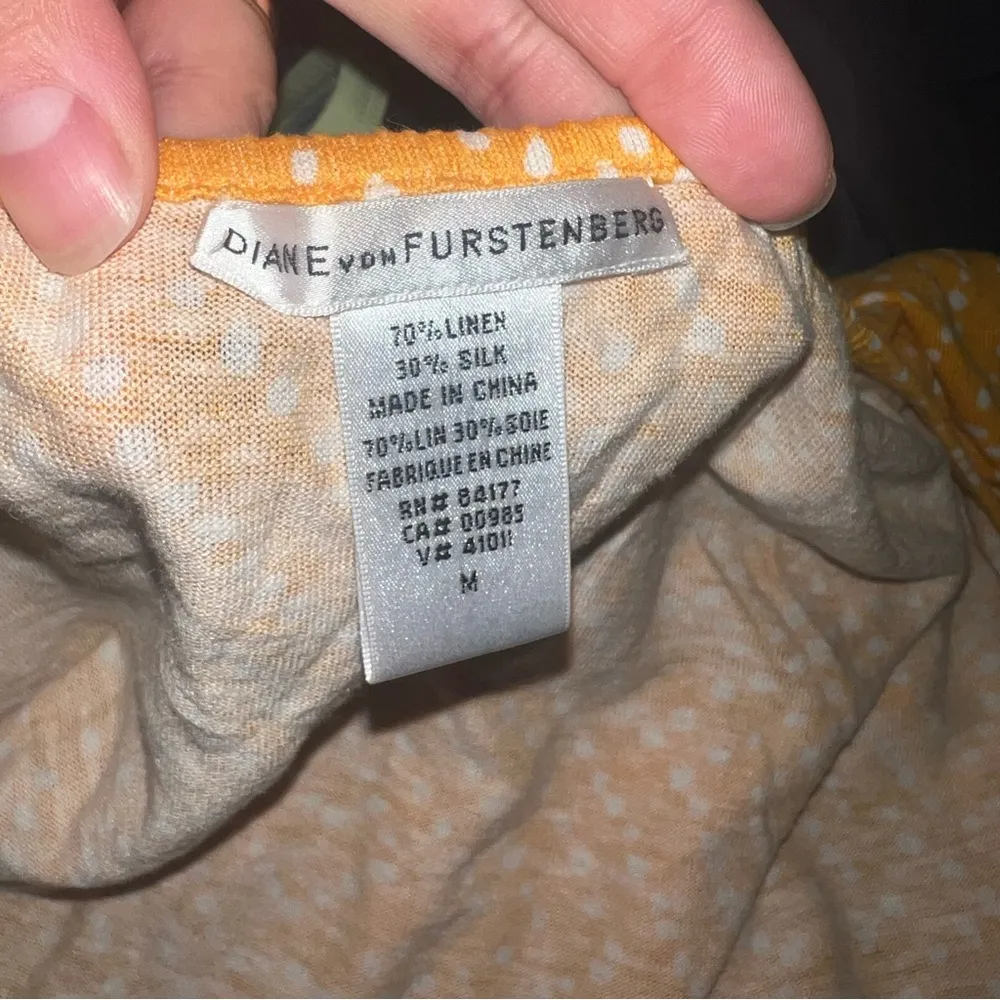 DIANE VON FURSTENBERG
70% LINEN
30% SILK
MADE IN CHINA
70% LIN 30% SOIE
FABRIQUE EN CHINE
RN# 84177
CA# 00985
V# 41011
M